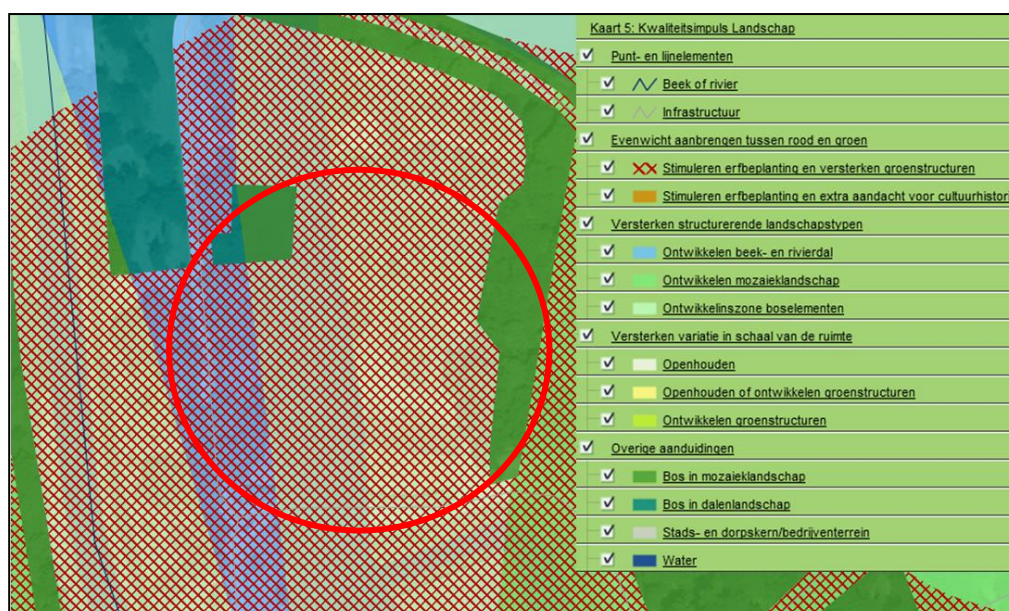 Kaart 5: Kwaliteitsimpuls Landschap
Punt- en lijnelementen
Beek of rivier
Infrastructuur
Evenwicht aanbrengen tussen rood en groen
Stimuleren erfbeplanting en versterken groenstructuren
Stimuleren erfbeplanting en extra aandacht voor cultuurhistor
Versterken structurerende landschapstypen
Ontwikkelen beek- en rivierdal
Ontwikkelen mozaieklandschap
Ontwikkelinszone boselementen
Versterken variatie in schaal van de ruimte
Openhouden
Openhouden of ontwikkelen groenstructuren
Ontwikkelen groenstructuren
Overige aanduidingen
Bos in mozaieklandschap
Bos in dalenlandschap
Stads- en dorpskern/bedrijventerrein
Water